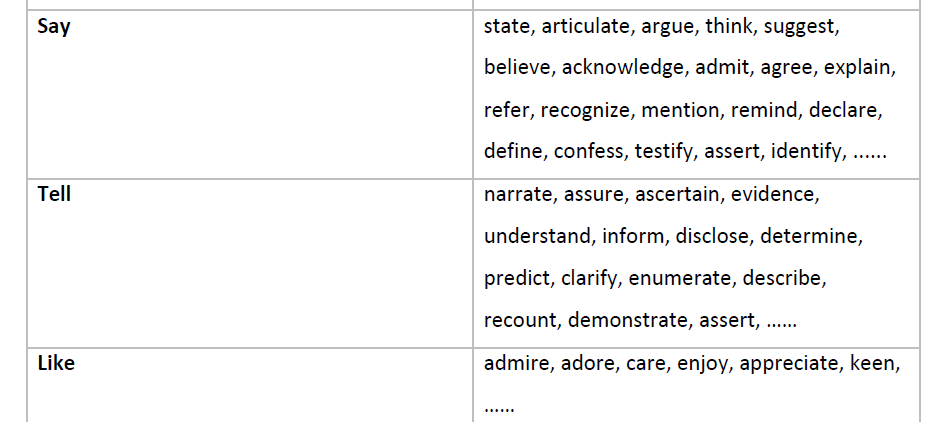 Say
state, articulate, argue, think, suggest,
believe, acknowledge, admit, agree, explain,
refer, recognize, mention, remind, declare,
define, confess, testify, assert, identify, ......
Tell
narrate, assure, ascertain, evidence,
understand, inform, disclose, determine,
predict, clarify, enumerate, describe,
recount, demonstrate, assert, ......
Like
admire, adore, care, enjoy, appreciate, keen,
......